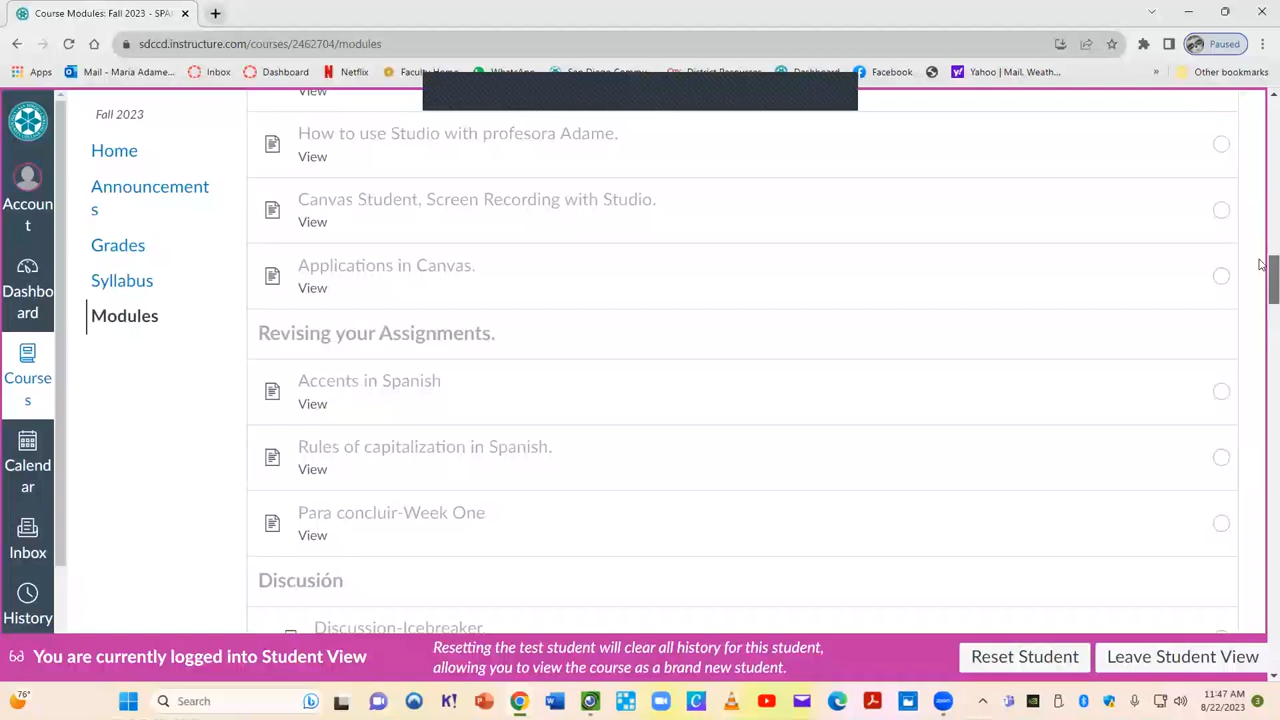 Course Modules: Fall 2023 - SPA
sdccd.instructure.com/courses/2462704/modules
Paused
Apps
Mail - Maria Adame...
Inbox
Dashboard
Netflix
Faculty Home
WhatsApp
San Diego Commu...
District Resources
Dashboard
Facebook
Yahoo | Mail, Weath...
»
Other bookmarks
Fall 2023
Home
Announcement
s
Grades
Syllabus
Modules
Accoun
t
Dashbo
ard
Course
s
Calend
ar
Inbox
History
View
How to use Studio with profesora Adame.
View
Canvas Student, Screen Recording with Studio.
View
Applications in Canvas.
View
Revising your Assignments.
Accents in Spanish
View
Rules of capitalization in Spanish.
View
Para concluir-Week One
View
Discusión
Discussion-Icebreaker.
You are currently logged into Student View
Resetting the test student will clear all history for this student,
allowing you to view the course as a brand new student.
Reset Student
Leave Student View
76°
Search
K!
11:47 AM
8/22/2023
3